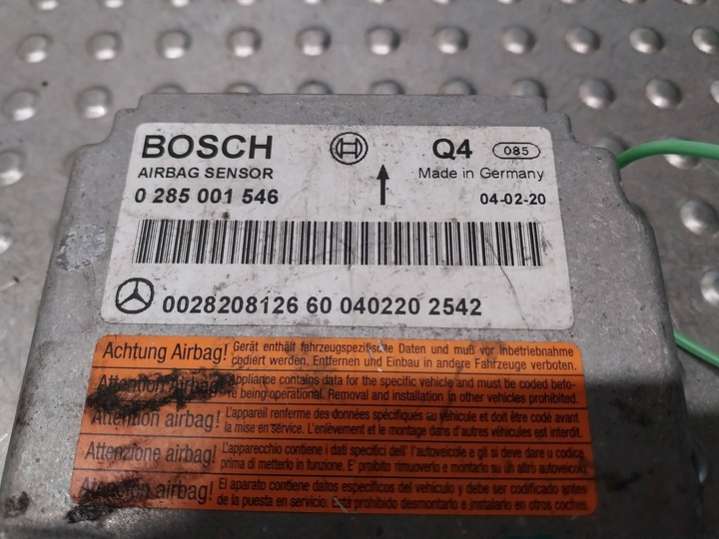 BOSCH
Q4 085
AIRBAG SENSOR
Made in Germany
0 285 001 546
04-02-20
0028208126 60 040220 2542
Achtung Airbag! Gerät enthält fahrzeugspezifische Daten und muß vor Inbetriebnahme
codiert werden. Entfernen und Einbau in andere Fahrzeuge verboten.
Attention Airbag! Appliance contains data for the specific vehicle and must be coded befo-
re being operational. Removal and installation in other vehicles prohibited.
Attention airbag! L'appareil renferme des données spécifiques au véhicule et doit être codé avant
la mise en service. L'enlèvement et le montage dans d'autres véhicules est interdit.
Attenzione airbag! L'apparecchio contiene i dati specifici dell' l'autoveicolo e gli si deve dare u codice
prima di metterlo in funzione. E' proibito rimuoverlo e montarlo su un altro autoveicolo.
Atención airbag! El aparato contiene datos específicos del vehículo y debe ser codificado antes
de la puesta en servicio. Está prohibido desmontarlo e instalarlo en otros coches.